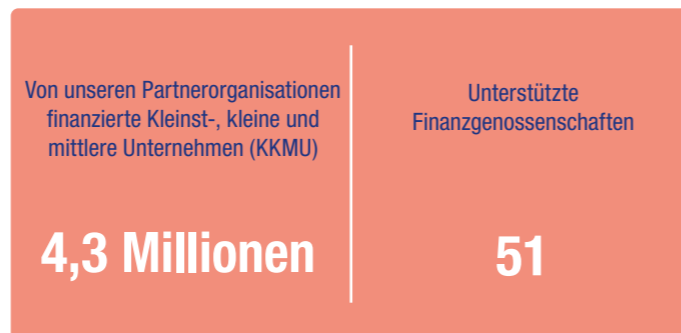 Von unseren Partnerorganisationen
finanzierte Kleinst-, kleine und
mittlere Unternehmen (KKMU)
4,3 Millionen
Unterstützte
Finanzgenossenschaften
51